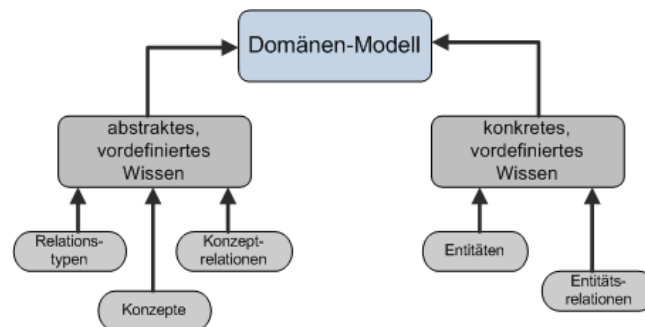 Domänen-Modell
abstraktes,
vordefiniertes
Wissen
konkretes,
vordefiniertes
Wissen
Relations-
typen
Konzept-
relationen
Konzepte
Entitäten
Entitäts-
relationen